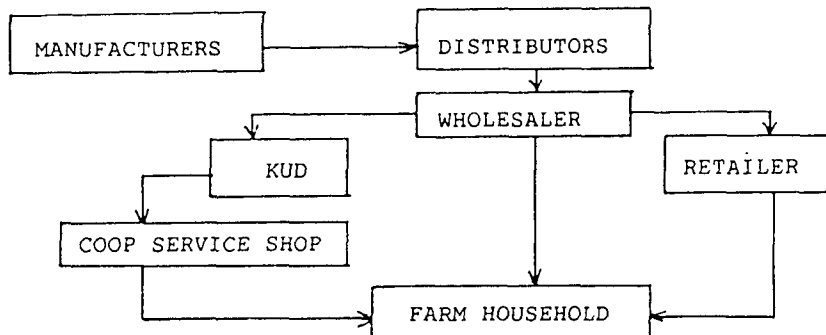 MANUFACTURERS
DISTRIBUTORS
WHOLESALER
KUD
RETAILER
COOP SERVICE SHOP
FARM HOUSEHOLD